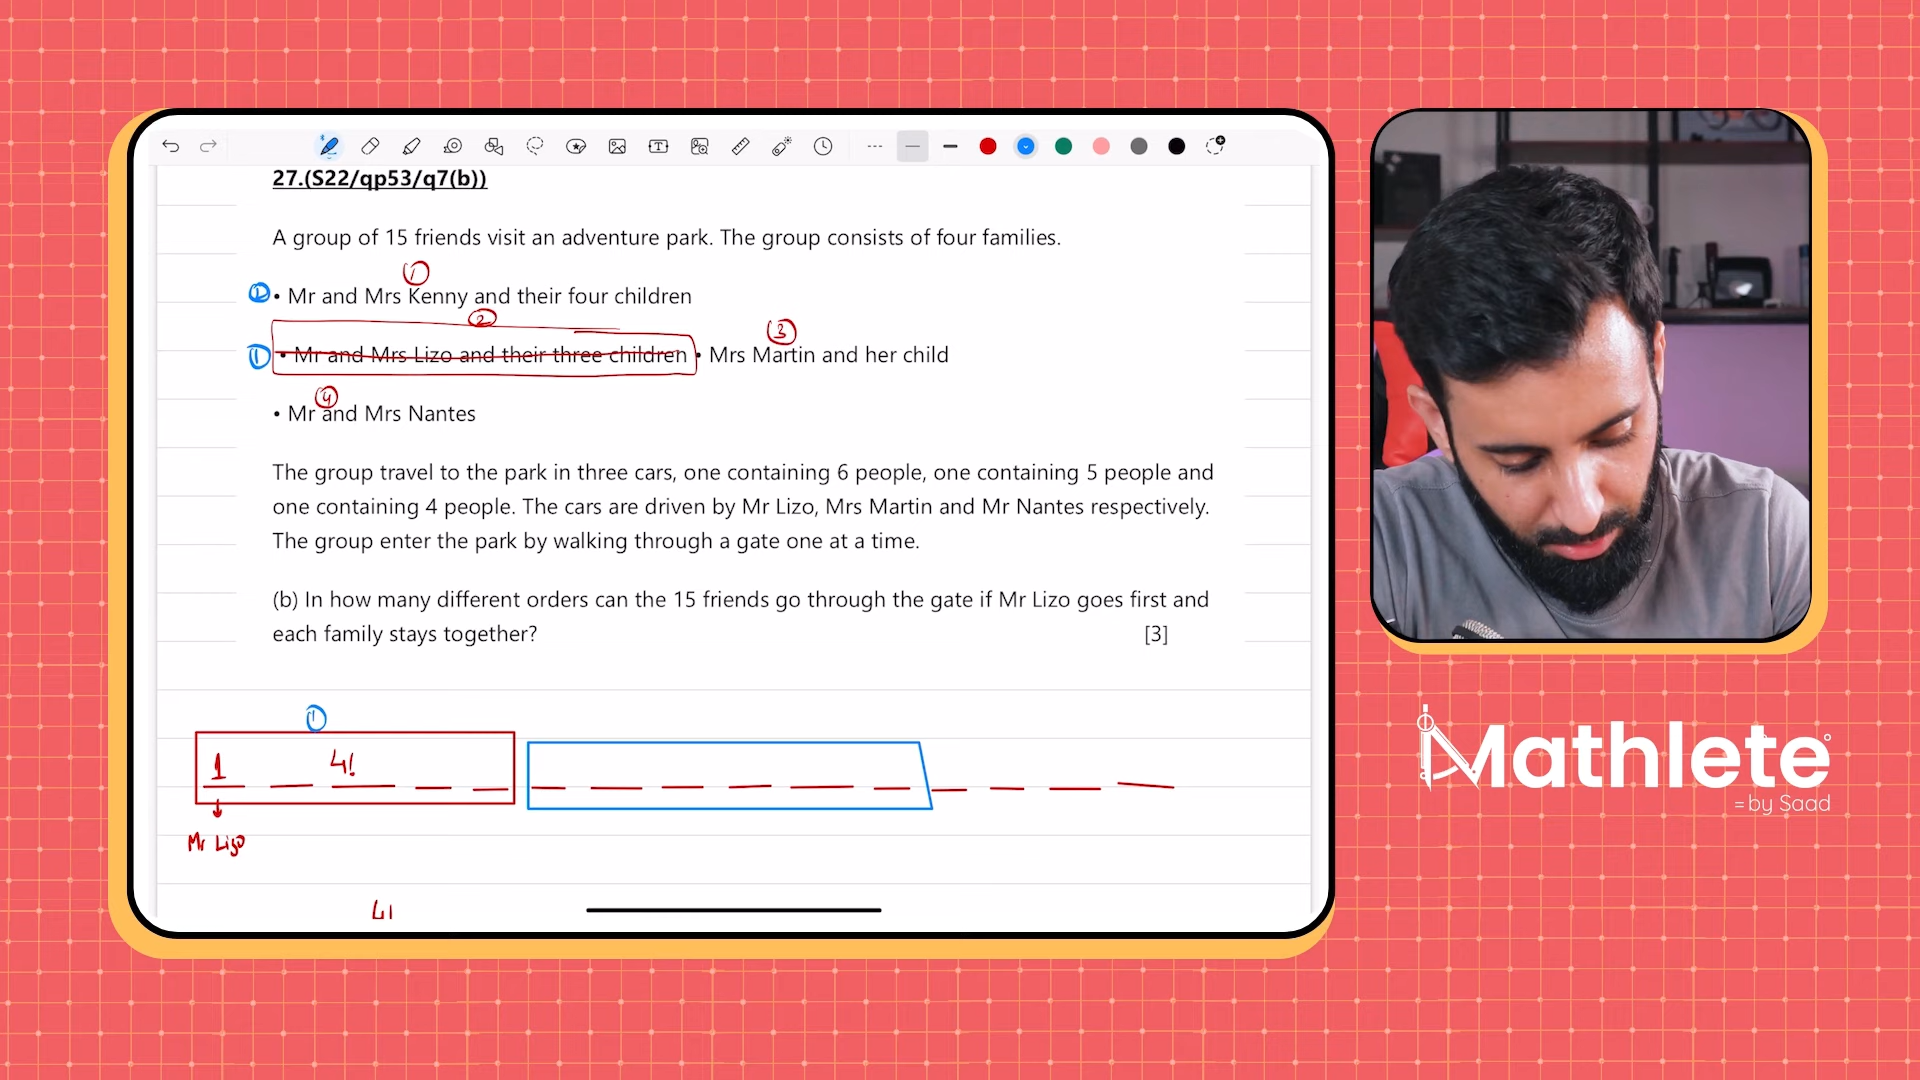 27.(S22/qp53/q7(b))
A group of 15 friends visit an adventure park. The group consists of four families.
1
• Mr and Mrs Kenny and their four children
2
3
1 • Mr and Mrs Lizo and their three children • Mrs Martin and her child
4
• Mr and Mrs Nantes
The group travel to the park in three cars, one containing 6 people, one containing 5 people and
one containing 4 people. The cars are driven by Mr Lizo, Mrs Martin and Mr Nantes respectively.
The group enter the park by walking through a gate one at a time.
(b) In how many different orders can the 15 friends go through the gate if Mr Lizo goes first and
each family stays together? [3]
1
1 4!
Mr Lizo
Mathlete
=by Saad